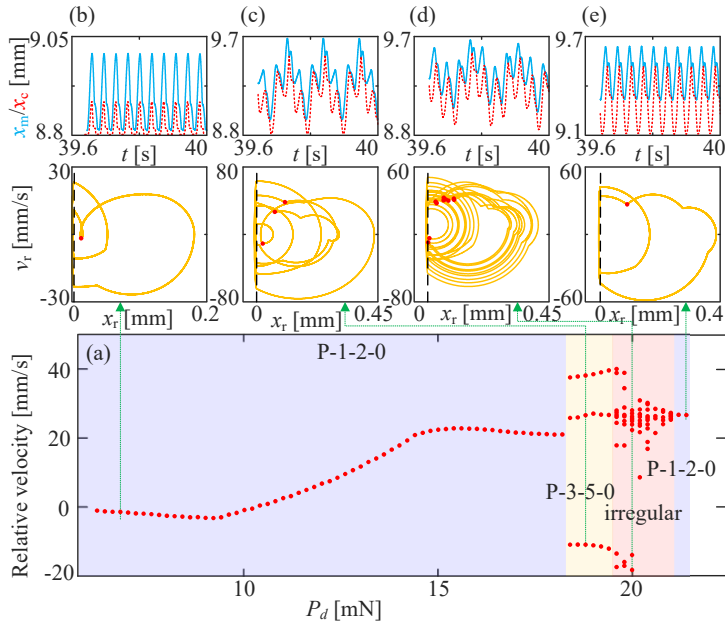 (b) (c) (d) (e)
9.05 9.7 9.7 9.7
xm/xc [mm]
8.8 8.8 8.8 9.1
39.6 t [s] 40 39.6 t [s] 40 39.6 t [s] 40 39.6 t [s] 40
30 80 60 60
vr [mm/s]
-30 -80 -80 -60
0 xr [mm] 0.2 0 xr [mm] 0.45 0 xr [mm] 0.45 0 xr [mm] 0.4
(a) P-1-2-0
Relative velocity [mm/s]
40
20
0
-20
P-1-2-0
P-3-5-0
irregular
10 15 20
Pd [mN]